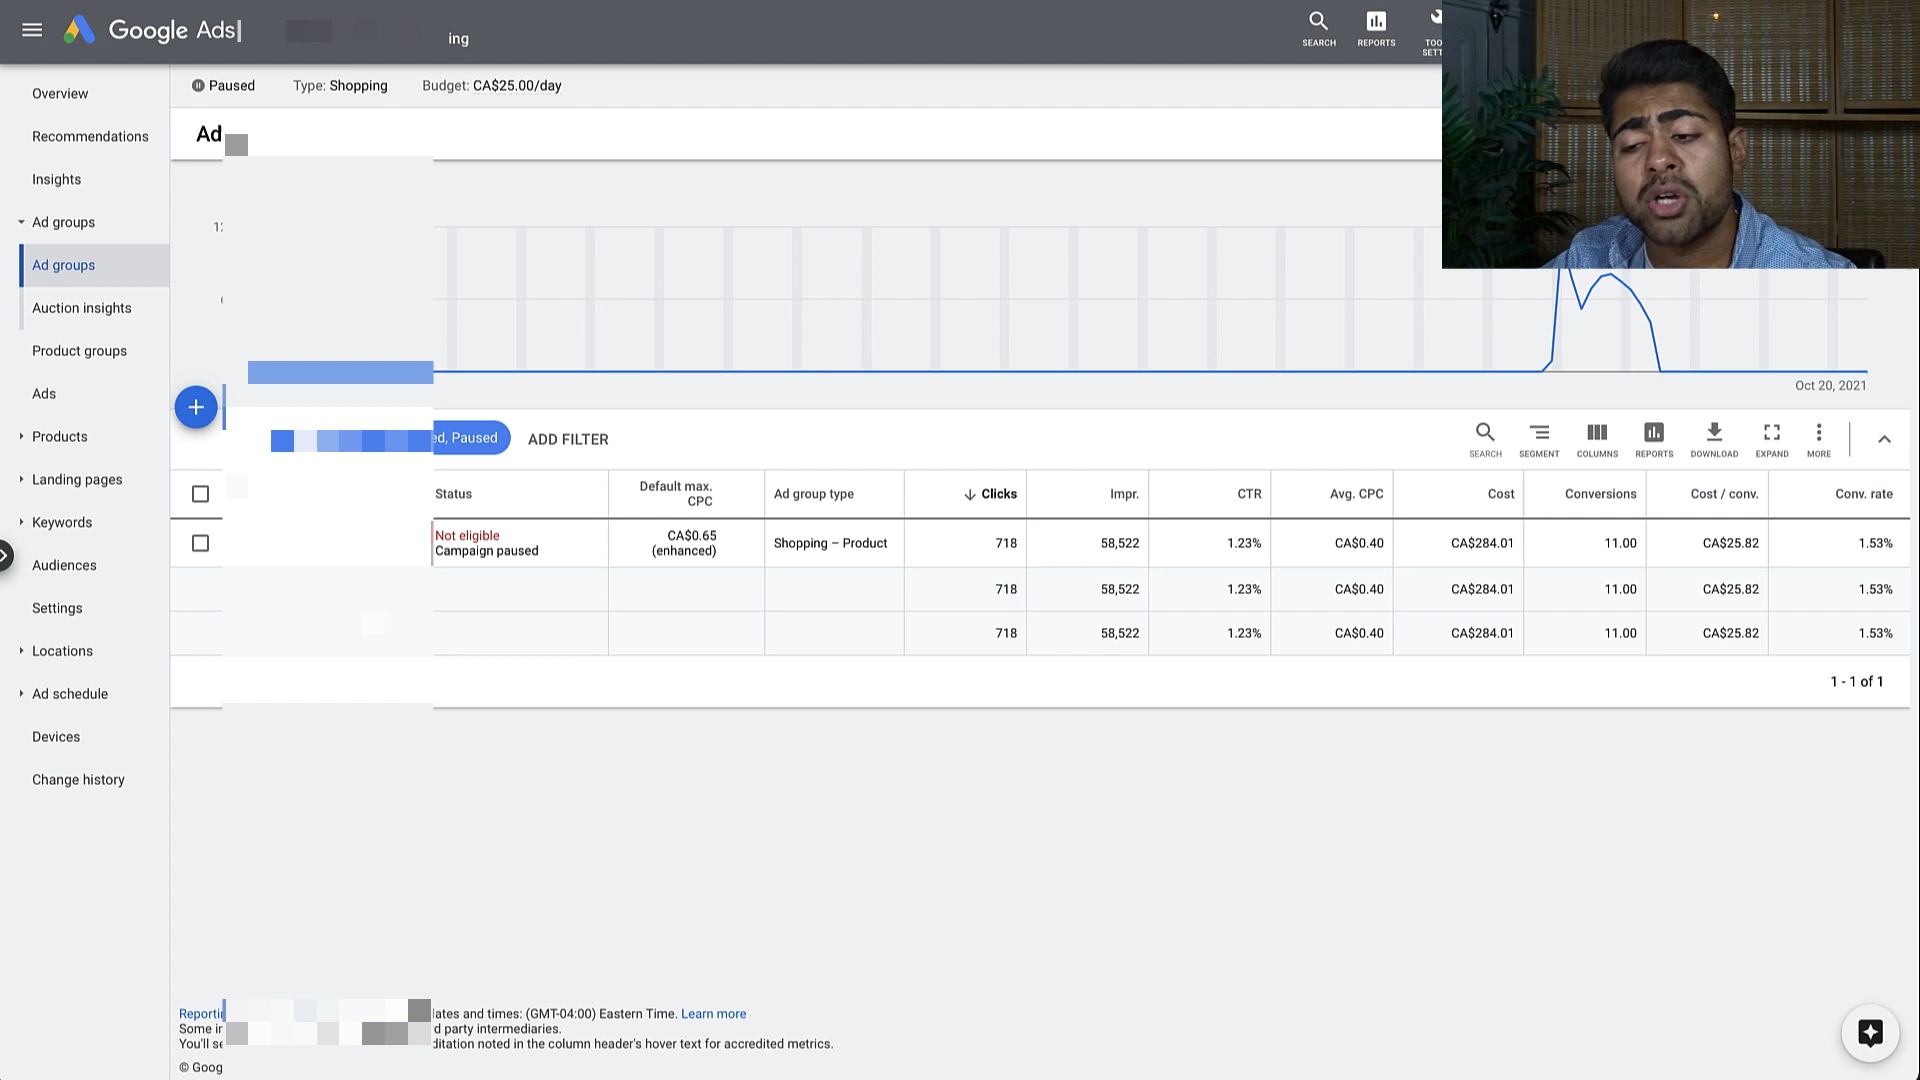 Google Ads
ing
SEARCH
REPORTS
Paused
Type: Shopping
Budget: CA$25.00/day
Overview
Recommendations
Insights
Ad groups
Ad groups
Auction insights
Product groups
Ads
Products
Landing pages
Keywords
Audiences
Settings
Locations
Ad schedule
Devices
Change history
Ad
Oct 20, 2021
ed, Paused
ADD FILTER
SEARCH
SEGMENT
COLUMNS
REPORTS
DOWNLOAD
EXPAND
MORE
Status
Default max. CPC
Ad group type
Clicks
Impr.
CTR
Avg. CPC
Cost
Conversions
Cost / conv.
Conv. rate
Not eligible
Campaign paused
CA$0.65
(enhanced)
Shopping – Product
718 58,522 1.23% CA$0.40 CA$284.01 11.00 CA$25.82 1.53%
718 58,522 1.23% CA$0.40 CA$284.01 11.00 CA$25.82 1.53%
718 58,522 1.23% CA$0.40 CA$284.01 11.00 CA$25.82 1.53%
1 - 1 of 1
Reporti
dates and times: (GMT-04:00) Eastern Time. Learn more
Some
d party intermediaries.
You'll se
ditation noted in the column header's hover text for accredited metrics.
© Goog